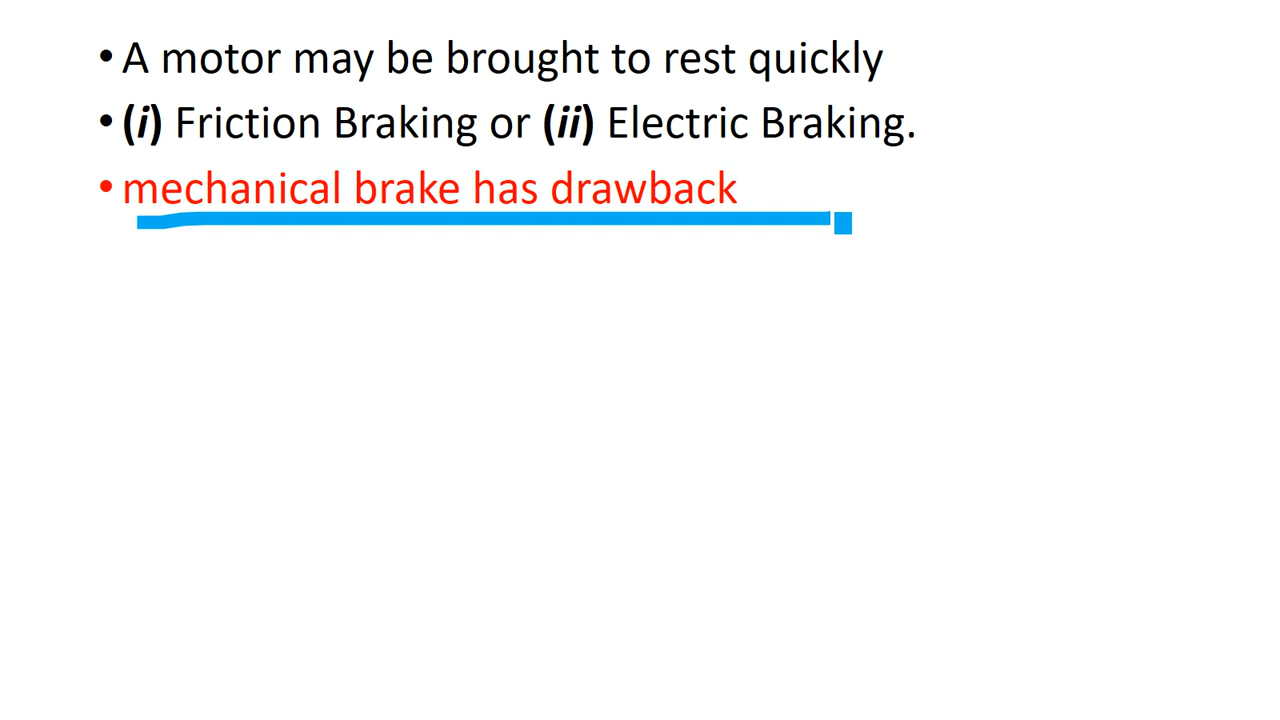 • A motor may be brought to rest quickly
• (i) Friction Braking or (ii) Electric Braking.
• mechanical brake has drawback